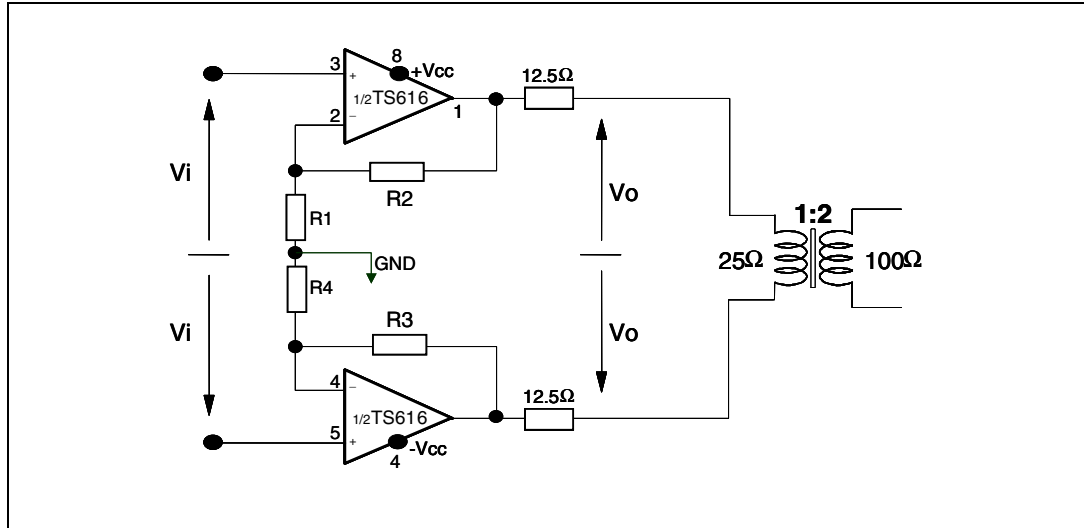 8
3
+Vcc
+
1/2TS616
12.5Ω
1
2
−
Vi
R2
Vo
R1
1:2
GND
25Ω
100Ω
R4
R3
Vi
Vo
4
−
12.5Ω
1/2TS616
5
+
-Vcc
4